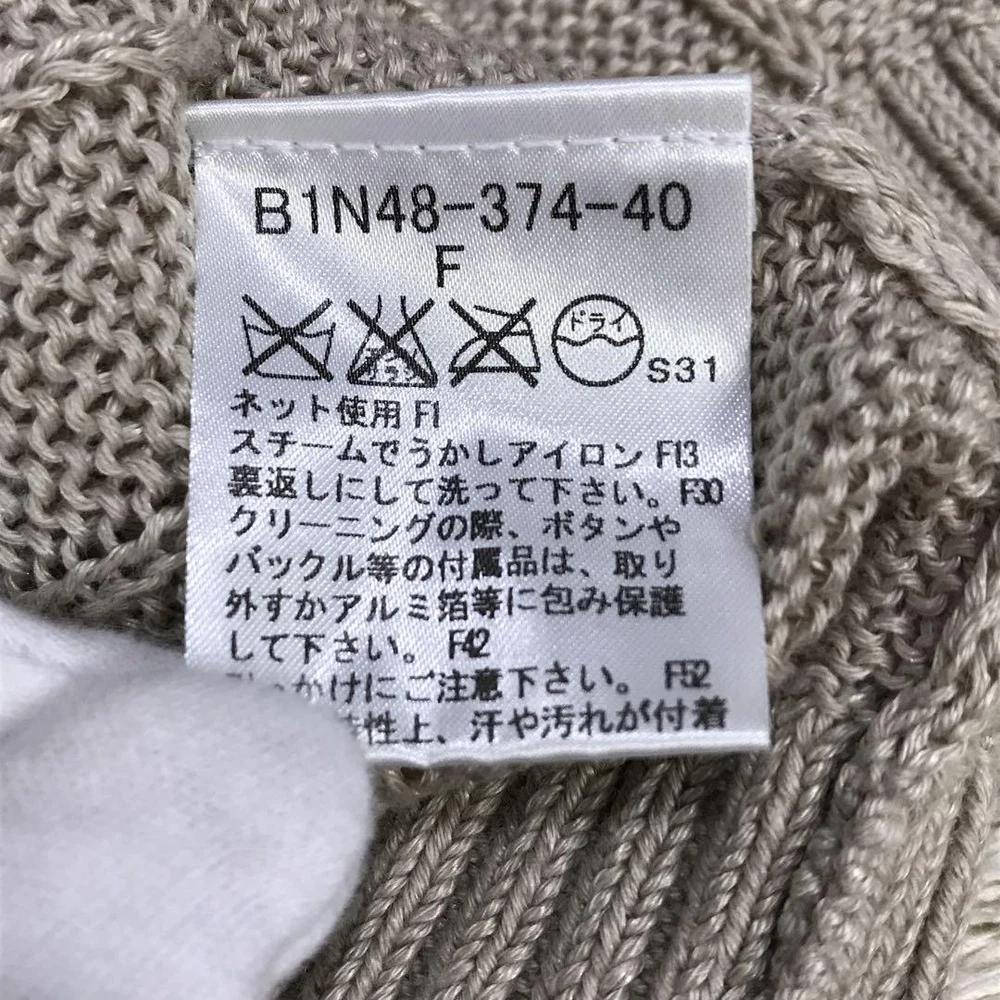 B1N48-374-40
F
ドライ
S31
ネット使用 F1
スチームでうかしアイロン F13
裏返しにして洗って下さい。 F30
クリーニングの際、ボタンや
バックル等の付属品は、取り
外すかアルミ箔等に包み保護
して下さい。 F42
かけにご注意下さい。 F52
性上、汗や汚れが付着